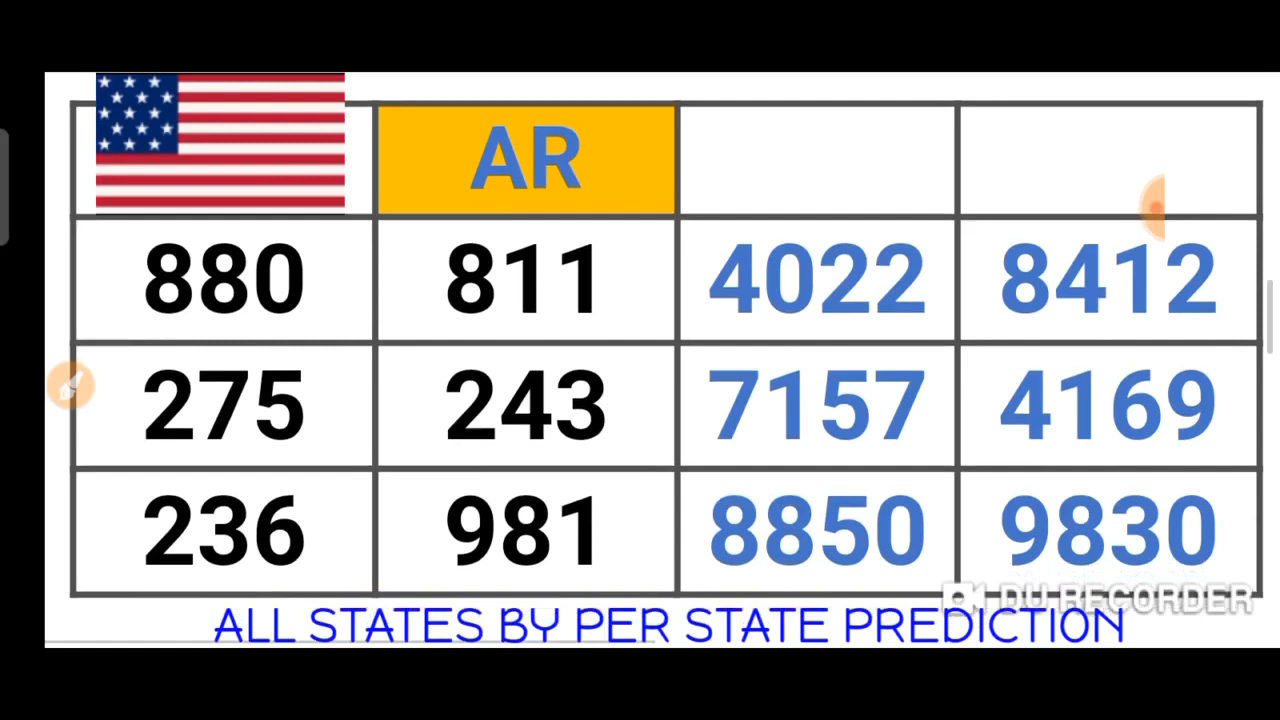 AR
880 811 4022 8412
275 243 7157 4169
236 981 8850 9830
DU RECORDER
ALL STATES BY PER STATE PREDICTION